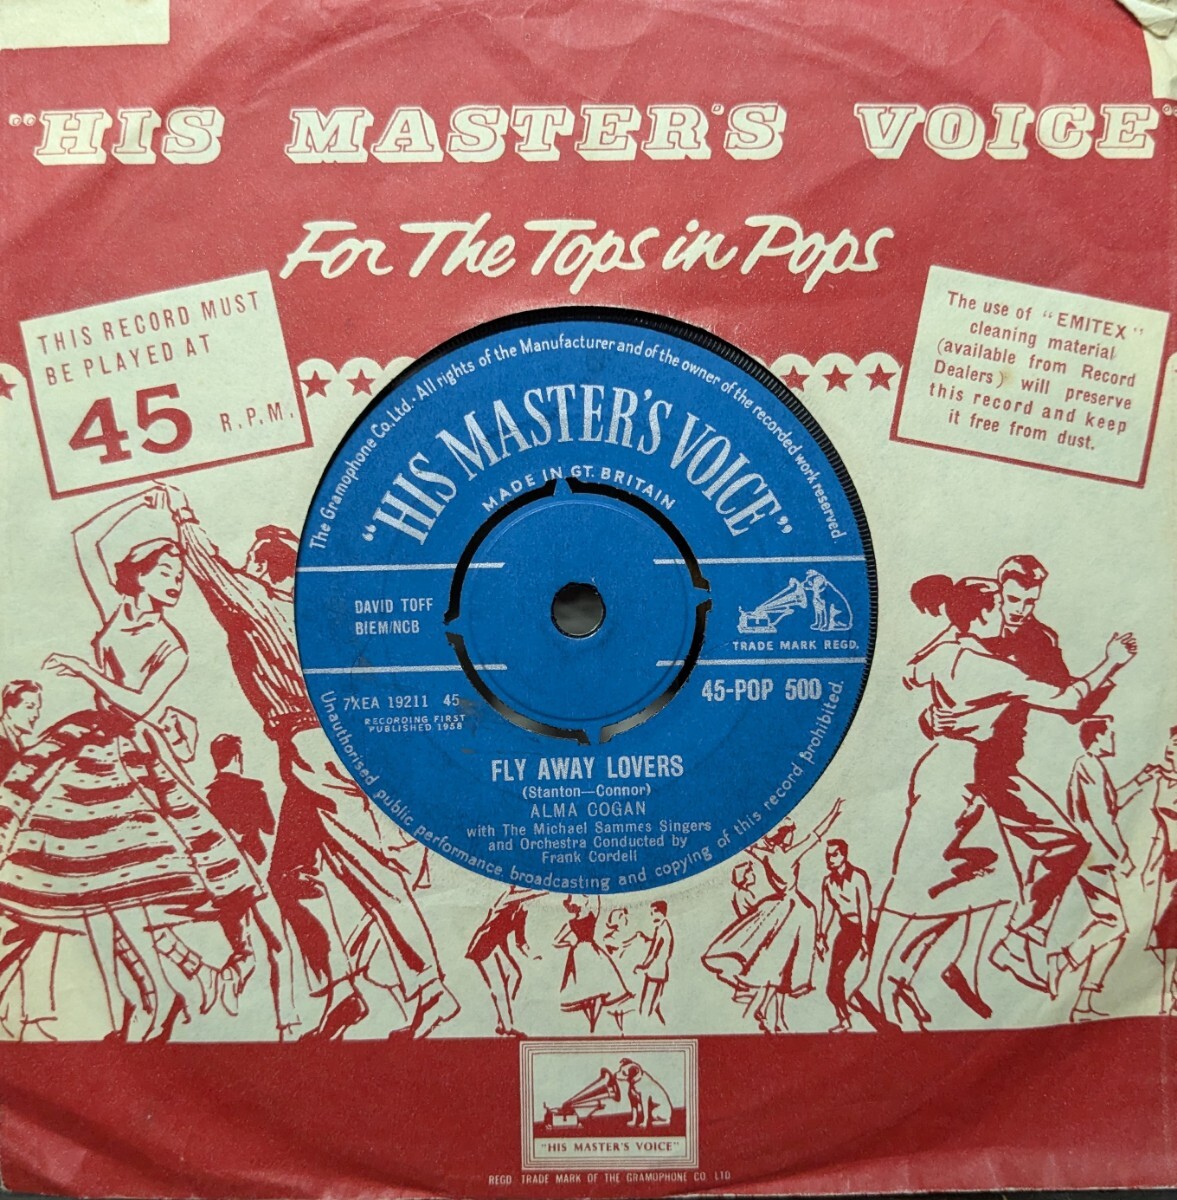 "HIS MASTER'S VOICE"
For The Tops in Pops
THIS RECORD MUST
BE PLAYED AT
45 R.P.M.
The use of "EMITEX"
cleaning material
(available from Record
Dealers) will preserve
this record and keep
it free from dust.
The Gramophone Co. Ltd. · All rights of the Manufacturer and of the owner of the recorded work reserved
"HIS MASTER'S VOICE"
MADE IN GT. BRITAIN
DAVID TOFF
BIEM/NCB
TRADE MARK REGD.
7XEA 19211 45
45-POP 500
RECORDING FIRST
PUBLISHED 1958
FLY AWAY LOVERS
(Stanton—Connor)
ALMA COGAN
with The Michael Sammes Singers
and Orchestra Conducted by
Frank Cordell
Unauthorised public performance broadcasting and copying of this record prohibited.
"HIS MASTER'S VOICE"
REGD TRADE MARK OF THE GRAMOPHONE CO LTD